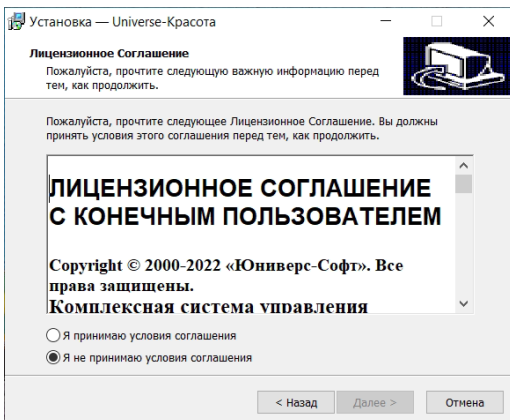 Установка — Universe-Красота
Лицензионное Соглашение
Пожалуйста, прочтите следующую важную информацию перед
тем, как продолжить.
Пожалуйста, прочтите следующее Лицензионное Соглашение. Вы должны
принять условия этого соглашения перед тем, как продолжить.
ЛИЦЕНЗИОННОЕ СОГЛАШЕНИЕ
С КОНЕЧНЫМ ПОЛЬЗОВАТЕЛЕМ
Copyright © 2000-2022 «Юниверс-Софт». Все
права защищены.
Комплексная система управления
Я принимаю условия соглашения
Я не принимаю условия соглашения
< Назад Далее > Отмена